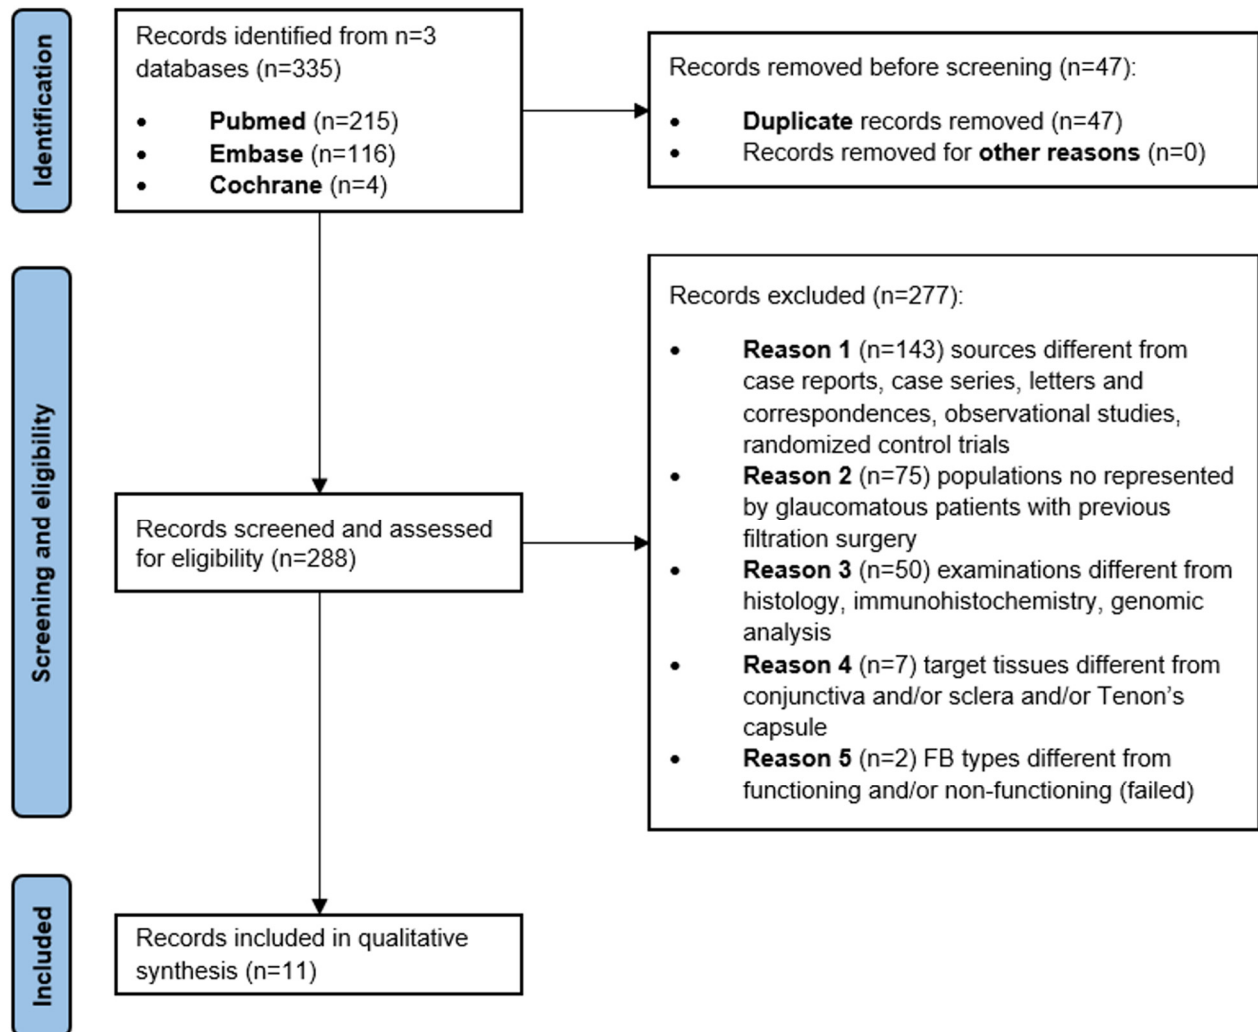 Identification
Records identified from n=3
databases (n=335)
• Pubmed (n=215)
• Embase (n=116)
• Cochrane (n=4)
Records removed before screening (n=47):
• Duplicate records removed (n=47)
• Records removed for other reasons (n=0)
Screening and eligibility
Records screened and assessed
for eligibility (n=288)
Records excluded (n=277):
• Reason 1 (n=143) sources different from
case reports, case series, letters and
correspondences, observational studies,
randomized control trials
• Reason 2 (n=75) populations no represented
by glaucomatous patients with previous
filtration surgery
• Reason 3 (n=50) examinations different from
histology, immunohistochemistry, genomic
analysis
• Reason 4 (n=7) target tissues different from
conjunctiva and/or sclera and/or Tenon’s
capsule
• Reason 5 (n=2) FB types different from
functioning and/or non-functioning (failed)
Included
Records included in qualitative
synthesis (n=11)